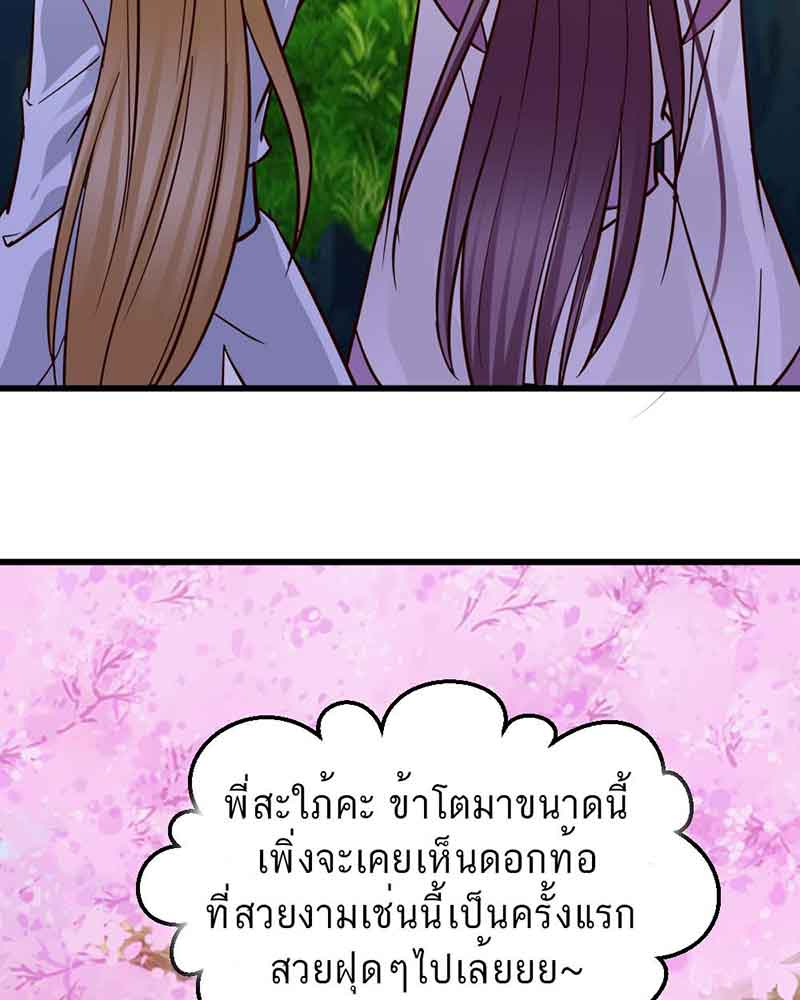 พี่สะใภ้คะ ข้าโตมาขนาดนี้
เพิ่งจะเคยเห็นดอกท้อ
ที่สวยงามเช่นนี้เป็นครั้งแรก
สวยฝุดๆไปเล้ยยย~